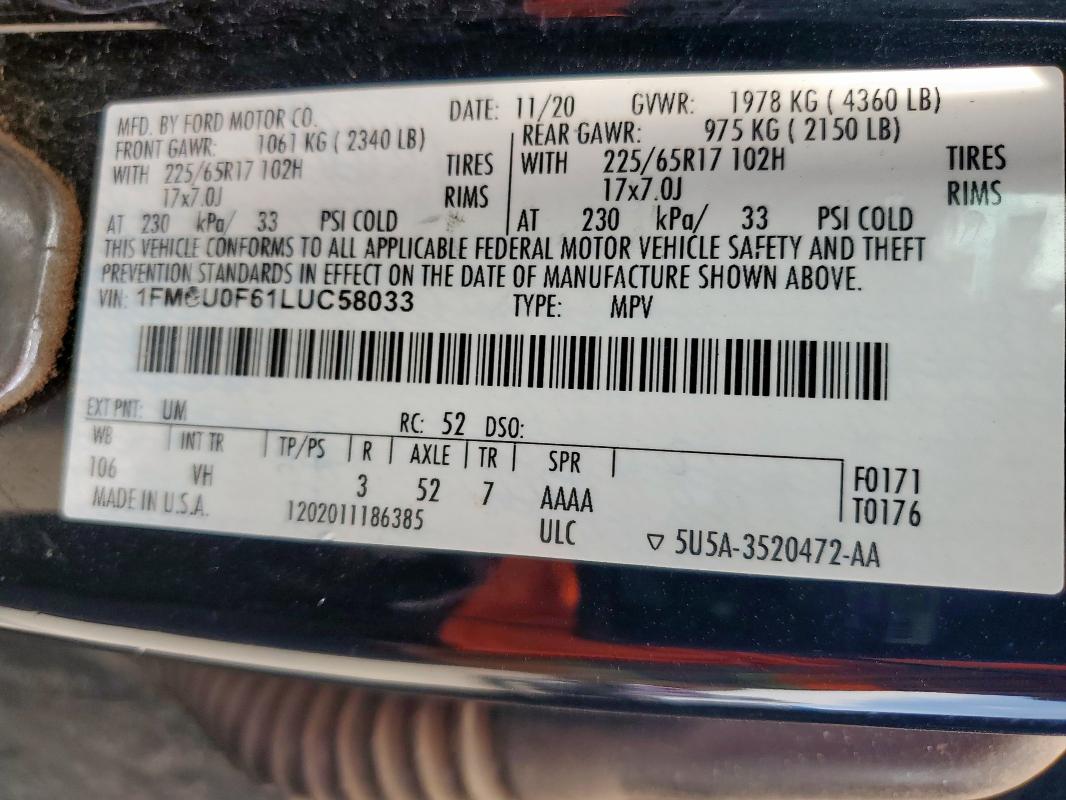 MFD. BY FORD MOTOR CO.
DATE: 11/20 GVWR: 1978 KG ( 4360 LB)
FRONT GAWR: 1061 KG ( 2340 LB)
WITH 225/65R17 102H TIRES
17x7.0J RIMS
AT 230 kPa/ 33 PSI COLD
REAR GAWR: 975 KG ( 2150 LB)
WITH 225/65R17 102H TIRES
17x7.0J RIMS
AT 230 kPa/ 33 PSI COLD
THIS VEHICLE CONFORMS TO ALL APPLICABLE FEDERAL MOTOR VEHICLE SAFETY AND THEFT
PREVENTION STANDARDS IN EFFECT ON THE DATE OF MANUFACTURE SHOWN ABOVE.
VIN: 1FMCU0F61LUC58033 TYPE: MPV
EXT PNT: UM RC: 52 DSO:
WB INT TR TP/PS R AXLE TR SPR
106 VH 3 52 7 AAAA
F0171
T0176
MADE IN U.S.A. 1202011186385 ULC
5U5A-3520472-AA